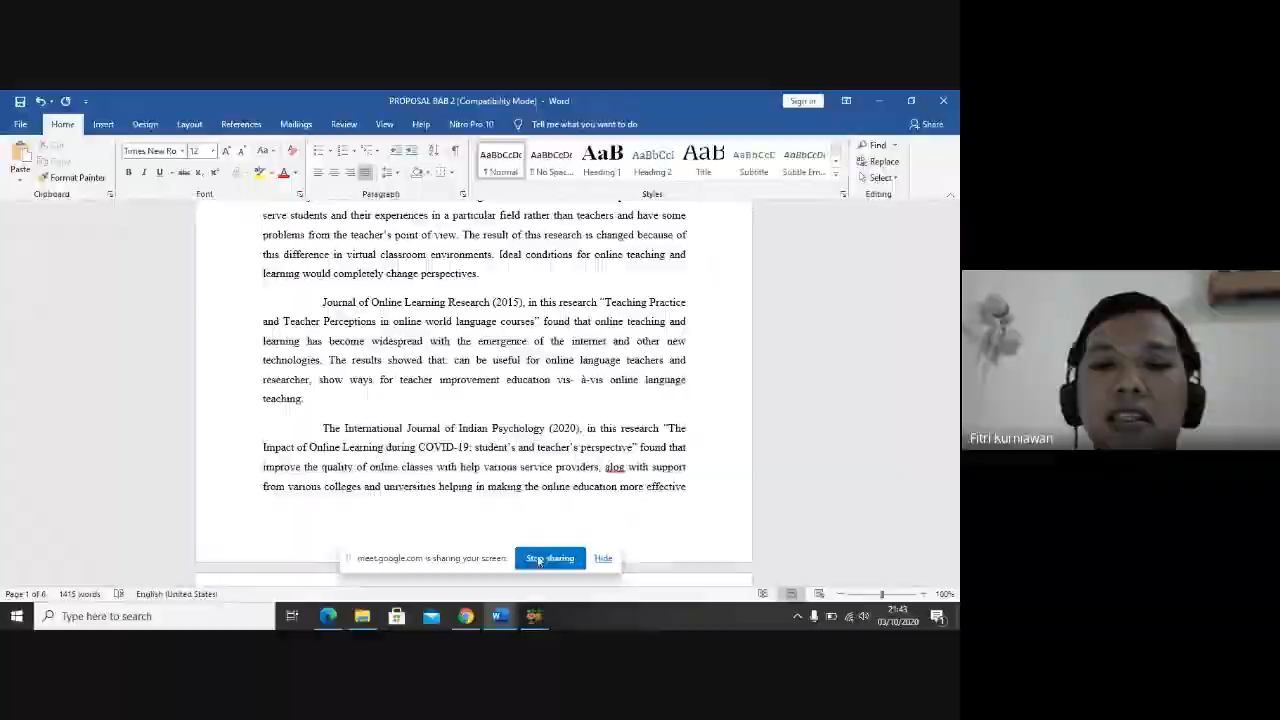 PROPOSAL BAB 2 [Compatibility Mode] - Word
Sign in
File Home Insert Design Layout References Mailings Review View Help Nitro Pro 10 Tell me what you want to do Share
Cut
Paste
Format Painter
Clipboard
Times New Ro 12
Font
Paragraph
AaBbCcDc AaBbCcDc AaB AaBbCcI AaB AaBbCcD AaBbCcD
¶ Normal ¶ No Spac... Heading 1 Heading 2 Title Subtitle Subtle Em...
Styles
Find
Replace
Select
Editing
serve students and their experiences in a particular field rather than teachers and have some
problems from the teacher's point of view. The result of this research is changed because of
this difference in virtual classroom environments. Ideal conditions for online teaching and
learning would completely change perspectives.
Journal of Online Learning Research (2015), in this research "Teaching Practice
and Teacher Perceptions in online world language courses" found that online teaching and
learning has become widespread with the emergence of the internet and other new
technologies. The results showed that: can be useful for online language teachers and
researcher, show ways for teacher improvement education vis- à-vis online language
teaching.
The International Journal of Indian Psychology (2020), in this research "The
Impact of Online Learning during COVID-19: student's and teacher's perspective" found that
improve the quality of online classes with help various service providers, alog with support
from various colleges and universities helping in making the online education more effective
meet.google.com is sharing your screen. Stop sharing Hide
Page 1 of 6 1415 words English (United States) 100%
Type here to search
21:43
03/10/2020
Fitri Kurniawan